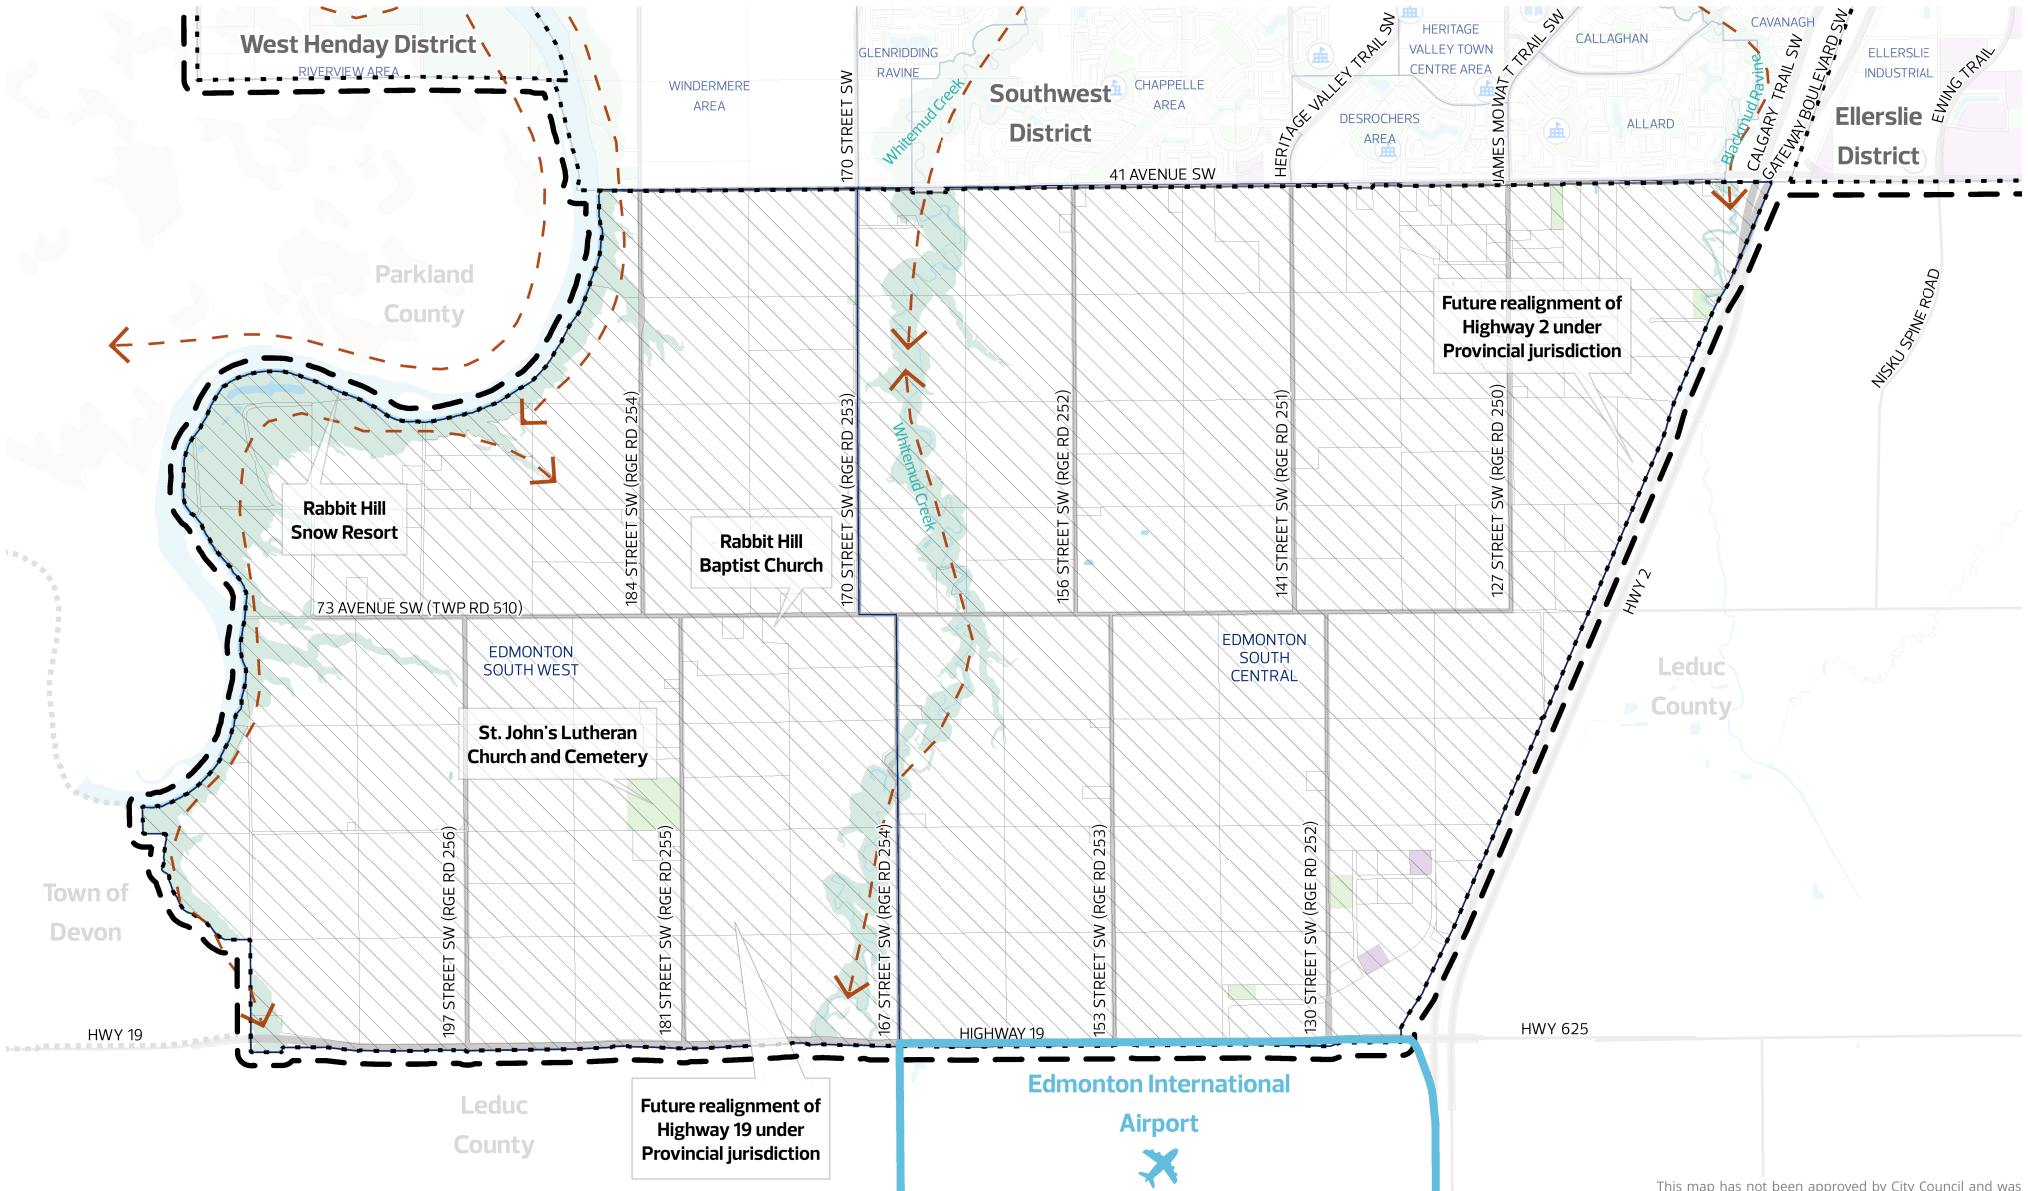 West Henday District
RIVERVIEW AREA
WINDERMERE
AREA
GLENRIDDING
RAVINE
170 STREET SW
Whitemud Creek
Southwest
District
CHAPPELLE
AREA
HERITAGE VALLEY TRAIL SW
HERITAGE
VALLEY TOWN
CENTRE AREA
DESROCHERS
AREA
JAMES MOWAT T TRAIL SW
CALLAGHAN
ALLARD
CAVANAGH
Blackmud Ravine
CALGARY TRAIL SW
GATEWAY BOULEVARD SW
ELLERSLIE
INDUSTRIAL
EWING TRAIL
Ellerslie
District
41 AVENUE SW
Parkland
County
Future realignment of
Highway 2 under
Provincial jurisdiction
NISKU SPINE ROAD
184 STREET SW (RGE RD 254)
170 STREET SW (RGE RD 253)
Whitemud Creek
156 STREET SW (RGE RD 252)
141 STREET SW (RGE RD 251)
127 STREET SW (RGE RD 250)
Rabbit Hill
Snow Resort
Rabbit Hill
Baptist Church
73 AVENUE SW (TWP RD 510)
HWY 2
EDMONTON
SOUTH WEST
EDMONTON
SOUTH
CENTRAL
Leduc
County
St. John's Lutheran
Church and Cemetery
Town of
Devon
197 STREET SW (RGE RD 256)
181 STREET SW (RGE RD 255)
167 STREET SW (RGE RD 254)
153 STREET SW (RGE RD 253)
130 STREET SW (RGE RD 252)
HWY 19
HIGHWAY 19
HWY 625
Leduc
County
Future realignment of
Highway 19 under
Provincial jurisdiction
Edmonton International
Airport
This map has not been approved by City Council and was